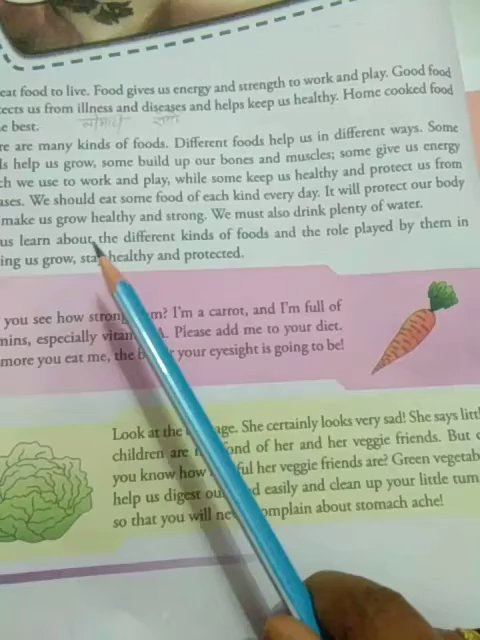 eat food to live. Food gives us energy and strength to work and play. Good food
ects us from illness and diseases and helps keep us healthy. Home cooked food
e best.
re are many kinds of foods. Different foods help us in different ways. Some
ds help us grow, some build up our bones and muscles; some give us energy
ch we use to work and play, while some keep us healthy and protect us from
ases. We should eat some food of each kind every day. It will protect our body
make us grow healthy and strong. We must also drink plenty of water.
us learn about the different kinds of foods and the role played by them in
ing us grow, stay healthy and protected.
you see how strong I'm? I'm a carrot, and I'm full of
mins, especially vitamin A. Please add me to your diet.
more you eat me, the your eyesight is going to be!
Look at the age. She certainly looks very sad! She says litt
children are fond of her and her veggie friends. But
you know how ful her veggie friends are? Green vegetab
help us digest our easily and clean up your little tum
so that you will complain about stomach ache!